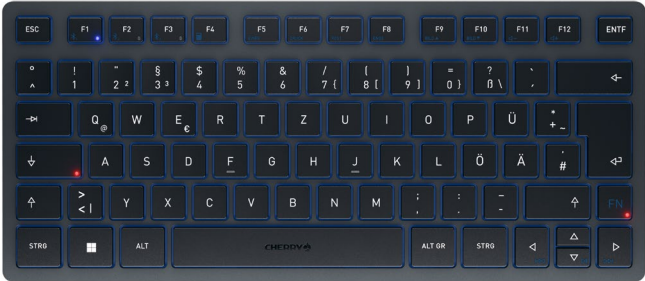 ESC F1 F2 F3 F4 F5 F6 F7 F8 F9 F10 F11 F12 ENTF
° ! " § $ % & / ( ) = ? `
^ 1 2 ² 3 ³ 4 5 6 7 { 8 [ 9 ] 0 } ß \ ´
Q @ W E € R T Z U I O P Ü * + ~
A S D F G H J K L Ö Ä ' #
> < | Y X C V B N M ; , : . _ - FN
STRG ALT CHERRY ALT GR STRG